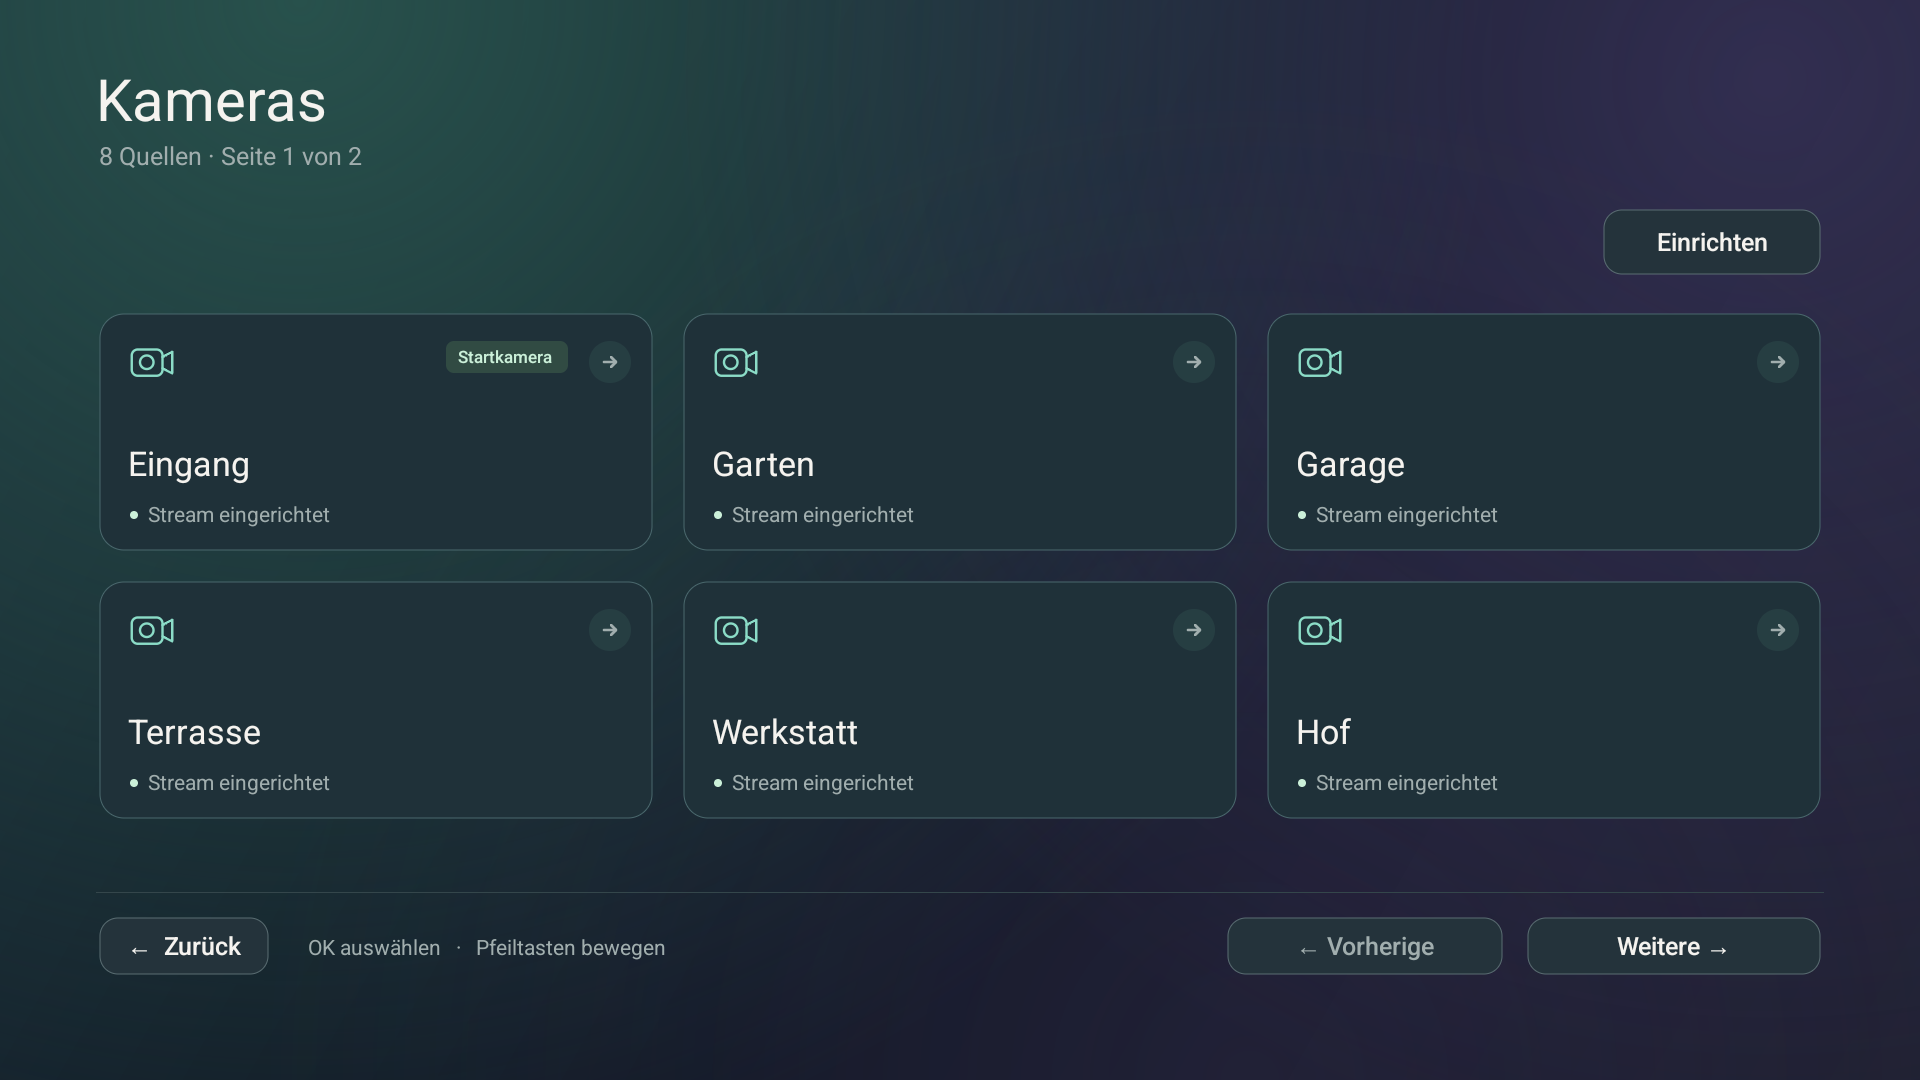 Kameras
8 Quellen · Seite 1 von 2
Einrichten
Startkamera
Eingang
• Stream eingerichtet
Garten
• Stream eingerichtet
Garage
• Stream eingerichtet
Terrasse
• Stream eingerichtet
Werkstatt
• Stream eingerichtet
Hof
• Stream eingerichtet
← Zurück
OK auswählen · Pfeiltasten bewegen
← Vorherige
Weitere →